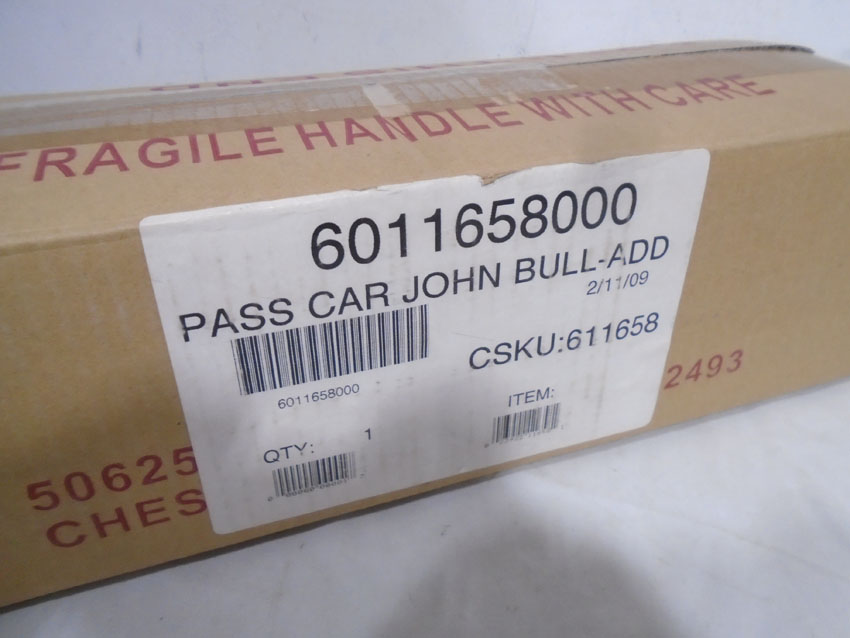 FRAGILE HANDLE WITH CARE
6011658000
PASS CAR JOHN BULL-ADD
2/11/09
CSKU:611658
6011658000
2493
ITEM:
QTY: 1
50625
CHES